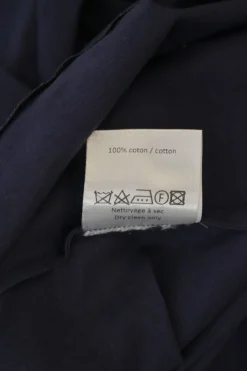 100% coton / cotton
F
Nettoyage à sec
Dry clean only